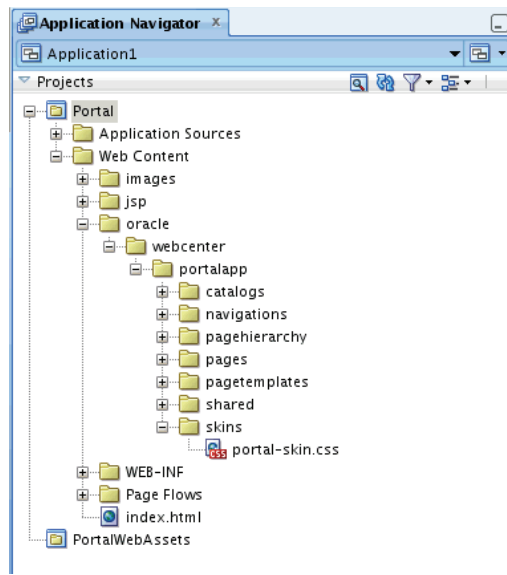 Application Navigator x
Application1
Projects
Portal
Application Sources
Web Content
images
jsp
oracle
webcenter
portalapp
catalogs
navigations
pagehierarchy
pages
pagetemplates
shared
skins
CSS portal-skin.css
WEB-INF
Page Flows
index.html
PortalWebAssets